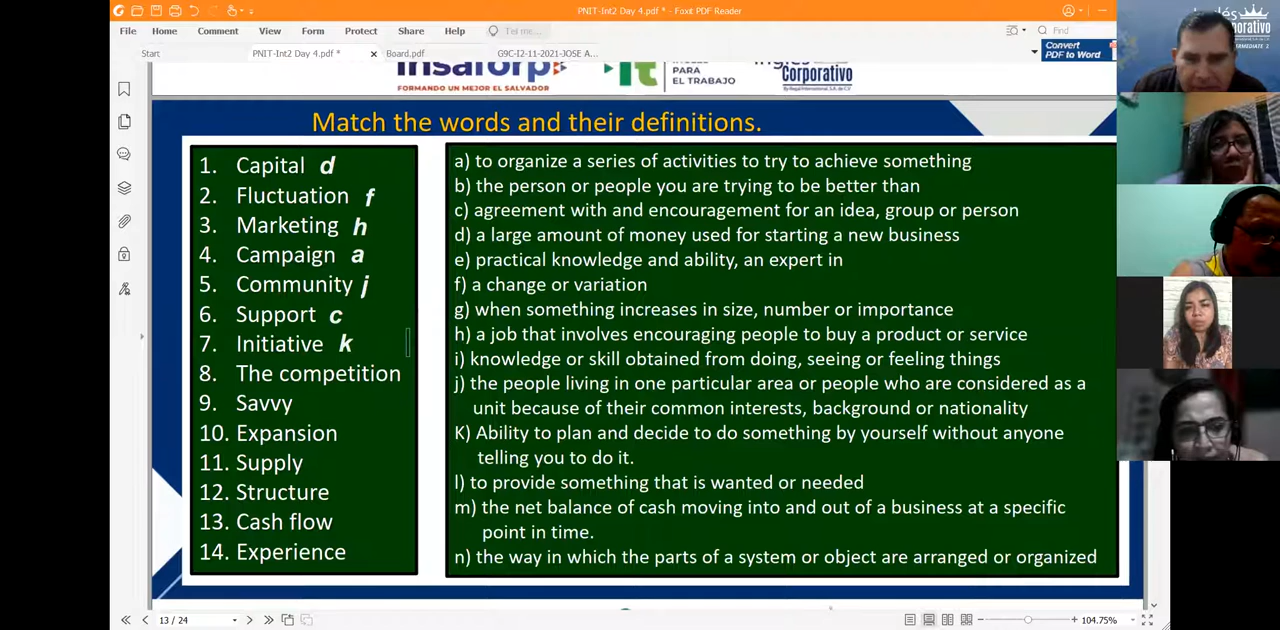 PNIT-Int2 Day 4.pdf * - Foxit PDF Reader
File Home Comment View Form Protect Share Help Tell me... Find
Convert PDF to Word
Start PNIT-Int2 Day 4.pdf * Board.pdf G9C-I2-11-2021-JOSE A...
insaforp
FORMANDO UN MEJOR EL SALVADOR
it
PARA
EL TRABAJO
Corporativo
Match the words and their definitions.
1. Capital d
2. Fluctuation f
3. Marketing h
4. Campaign a
5. Community j
6. Support c
7. Initiative k
8. The competition
9. Savvy
10. Expansion
11. Supply
12. Structure
13. Cash flow
14. Experience
a) to organize a series of activities to try to achieve something
b) the person or people you are trying to be better than
c) agreement with and encouragement for an idea, group or person
d) a large amount of money used for starting a new business
e) practical knowledge and ability, an expert in
f) a change or variation
g) when something increases in size, number or importance
h) a job that involves encouraging people to buy a product or service
i) knowledge or skill obtained from doing, seeing or feeling things
j) the people living in one particular area or people who are considered as a
unit because of their common interests, background or nationality
K) Ability to plan and decide to do something by yourself without anyone
telling you to do it.
l) to provide something that is wanted or needed
m) the net balance of cash moving into and out of a business at a specific
point in time.
n) the way in which the parts of a system or object are arranged or organized
13 / 24
104.75%